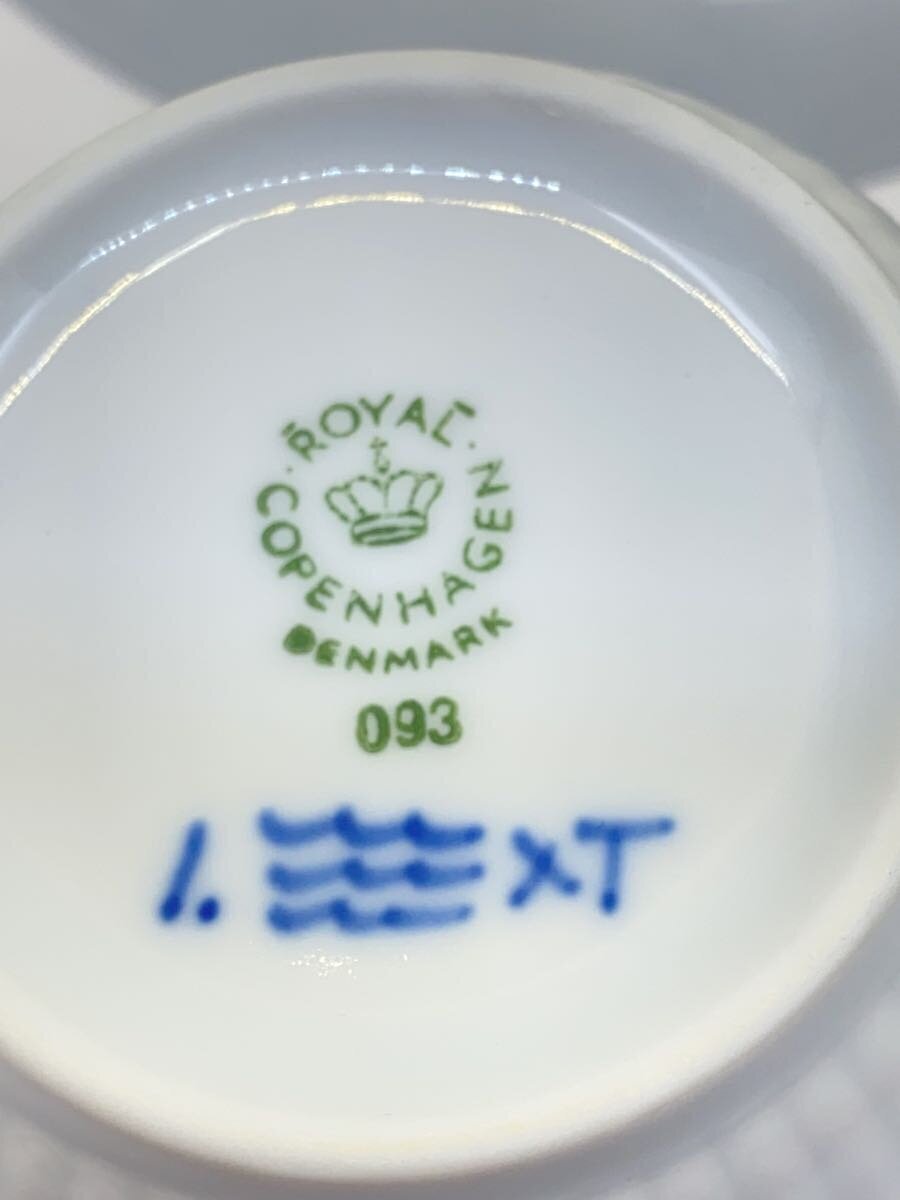 ROYAL
COPENHAGEN
DENMARK
093
1. XT